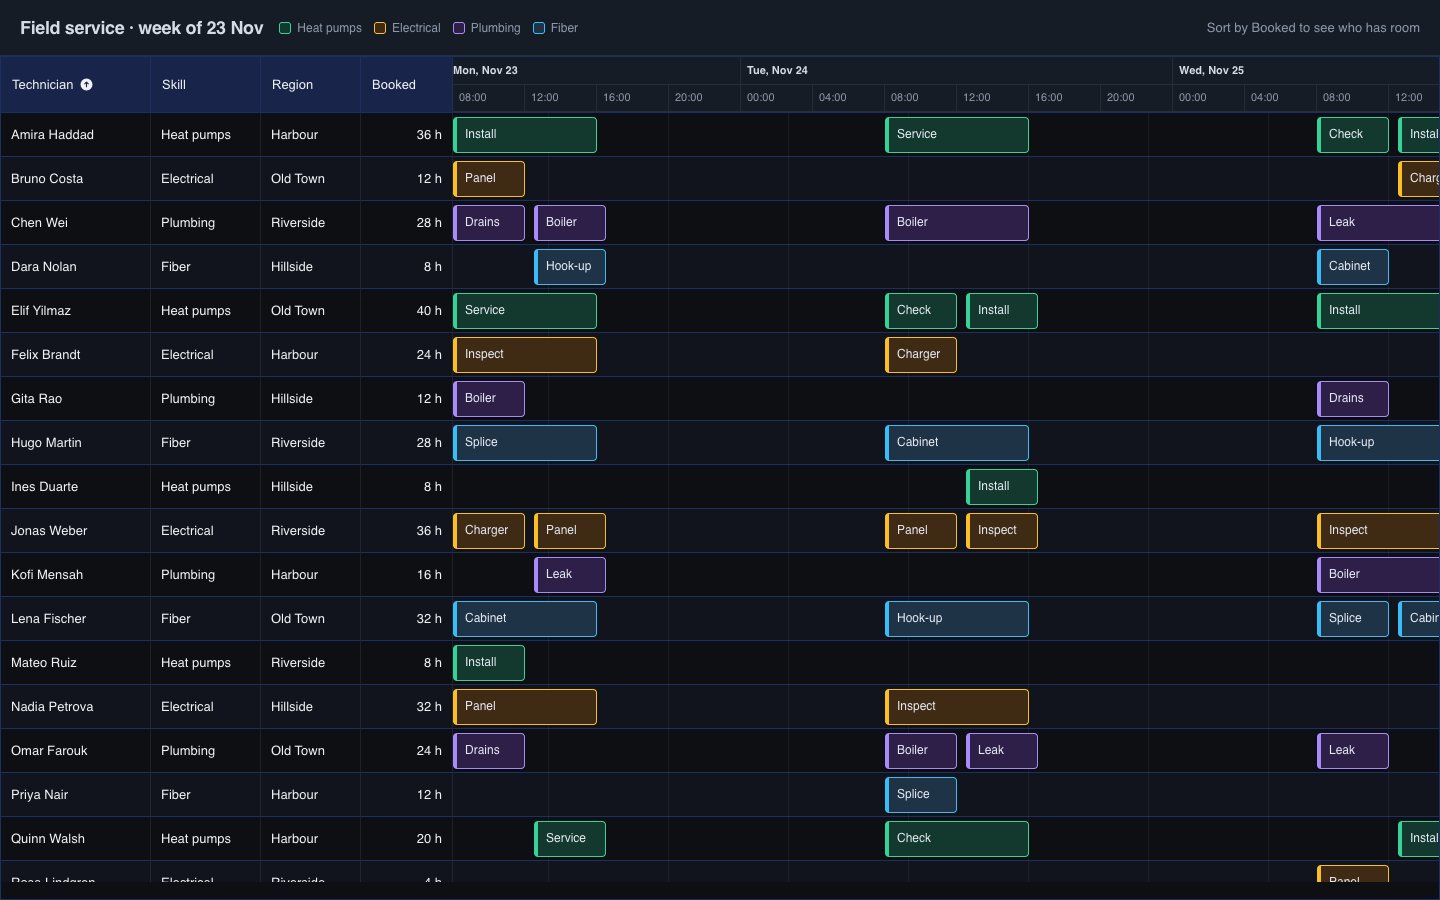 Field service · week of 23 Nov Heat pumps Electrical Plumbing Fiber Sort by Booked to see who has room
Technician Skill Region Booked Mon, Nov 23 Tue, Nov 24 Wed, Nov 25
08:00 12:00 16:00 20:00 00:00 04:00 08:00 12:00 16:00 20:00 00:00 04:00 08:00 12:00
Amira Haddad Heat pumps Harbour 36 h Install Service Check Instal
Bruno Costa Electrical Old Town 12 h Panel Charg
Chen Wei Plumbing Riverside 28 h Drains Boiler Boiler Leak
Dara Nolan Fiber Hillside 8 h Hook-up Cabinet
Elif Yilmaz Heat pumps Old Town 40 h Service Check Install Install
Felix Brandt Electrical Harbour 24 h Inspect Charger
Gita Rao Plumbing Hillside 12 h Boiler Drains
Hugo Martin Fiber Riverside 28 h Splice Cabinet Hook-up
Ines Duarte Heat pumps Hillside 8 h Install
Jonas Weber Electrical Riverside 36 h Charger Panel Panel Inspect Inspect
Kofi Mensah Plumbing Harbour 16 h Leak Boiler
Lena Fischer Fiber Old Town 32 h Cabinet Hook-up Splice Cabin
Mateo Ruiz Heat pumps Riverside 8 h Install
Nadia Petrova Electrical Hillside 32 h Panel Inspect
Omar Farouk Plumbing Old Town 24 h Drains Boiler Leak Leak
Priya Nair Fiber Harbour 12 h Splice
Quinn Walsh Heat pumps Harbour 20 h Service Check Instal
Electrical Riverside 4 h Panel